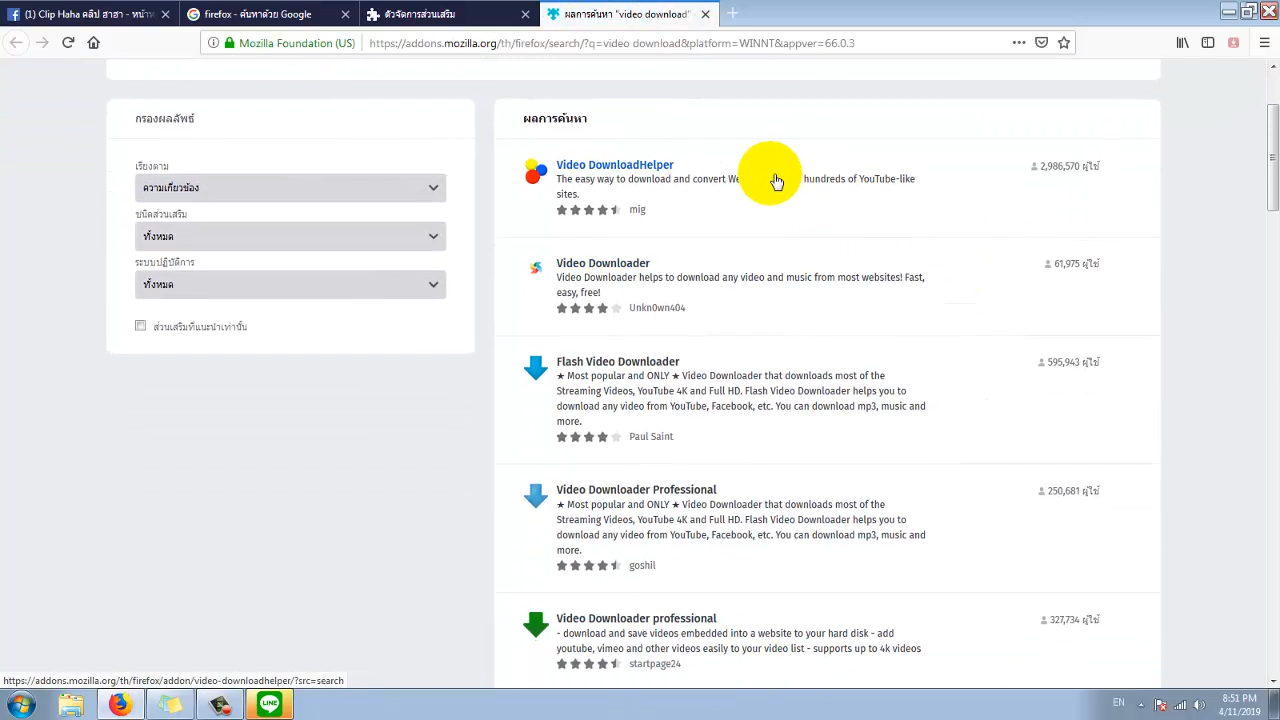 (1) Clip Haha คลิป ฮาฮา - หน้าห
firefox - ค้นหาด้วย Google
ตัวจัดการส่วนเสริม
ผลการค้นหา "video download"
Mozilla Foundation (US)
https://addons.mozilla.org/th/firefox/search/?q=video download&platform=WINNT&appver=66.0.3
กรองผลลัพธ์
เรียงตาม
ความเกี่ยวข้อง
ชนิดส่วนเสริม
ทั้งหมด
ระบบปฏิบัติการ
ทั้งหมด
ส่วนเสริมที่แนะนำเท่านั้น
ผลการค้นหา
Video DownloadHelper
2,986,570 ผู้ใช้
The easy way to download and convert We hundreds of YouTube-like
sites.
mig
Video Downloader
61,975 ผู้ใช้
Video Downloader helps to download any video and music from most websites! Fast,
easy, free!
Unkn0wn404
Flash Video Downloader
595,943 ผู้ใช้
★ Most popular and ONLY ★ Video Downloader that downloads most of the
Streaming Videos, YouTube 4K and Full HD. Flash Video Downloader helps you to
download any video from YouTube, Facebook, etc. You can download mp3, music and
more.
Paul Saint
Video Downloader Professional
250,681 ผู้ใช้
★ Most popular and ONLY ★ Video Downloader that downloads most of the
Streaming Videos, YouTube 4K and Full HD. Flash Video Downloader helps you to
download any video from YouTube, Facebook, etc. You can download mp3, music and
more.
goshil
Video Downloader professional
327,734 ผู้ใช้
- download and save videos embedded into a website to your hard disk - add
youtube, vimeo and other videos easily to your video list - supports up to 4k videos
startpage24
https://addons.mozilla.org/th/firefox/addon/video-downloadhelper/?src=search
LINE
EN
8:51 PM
4/11/2019